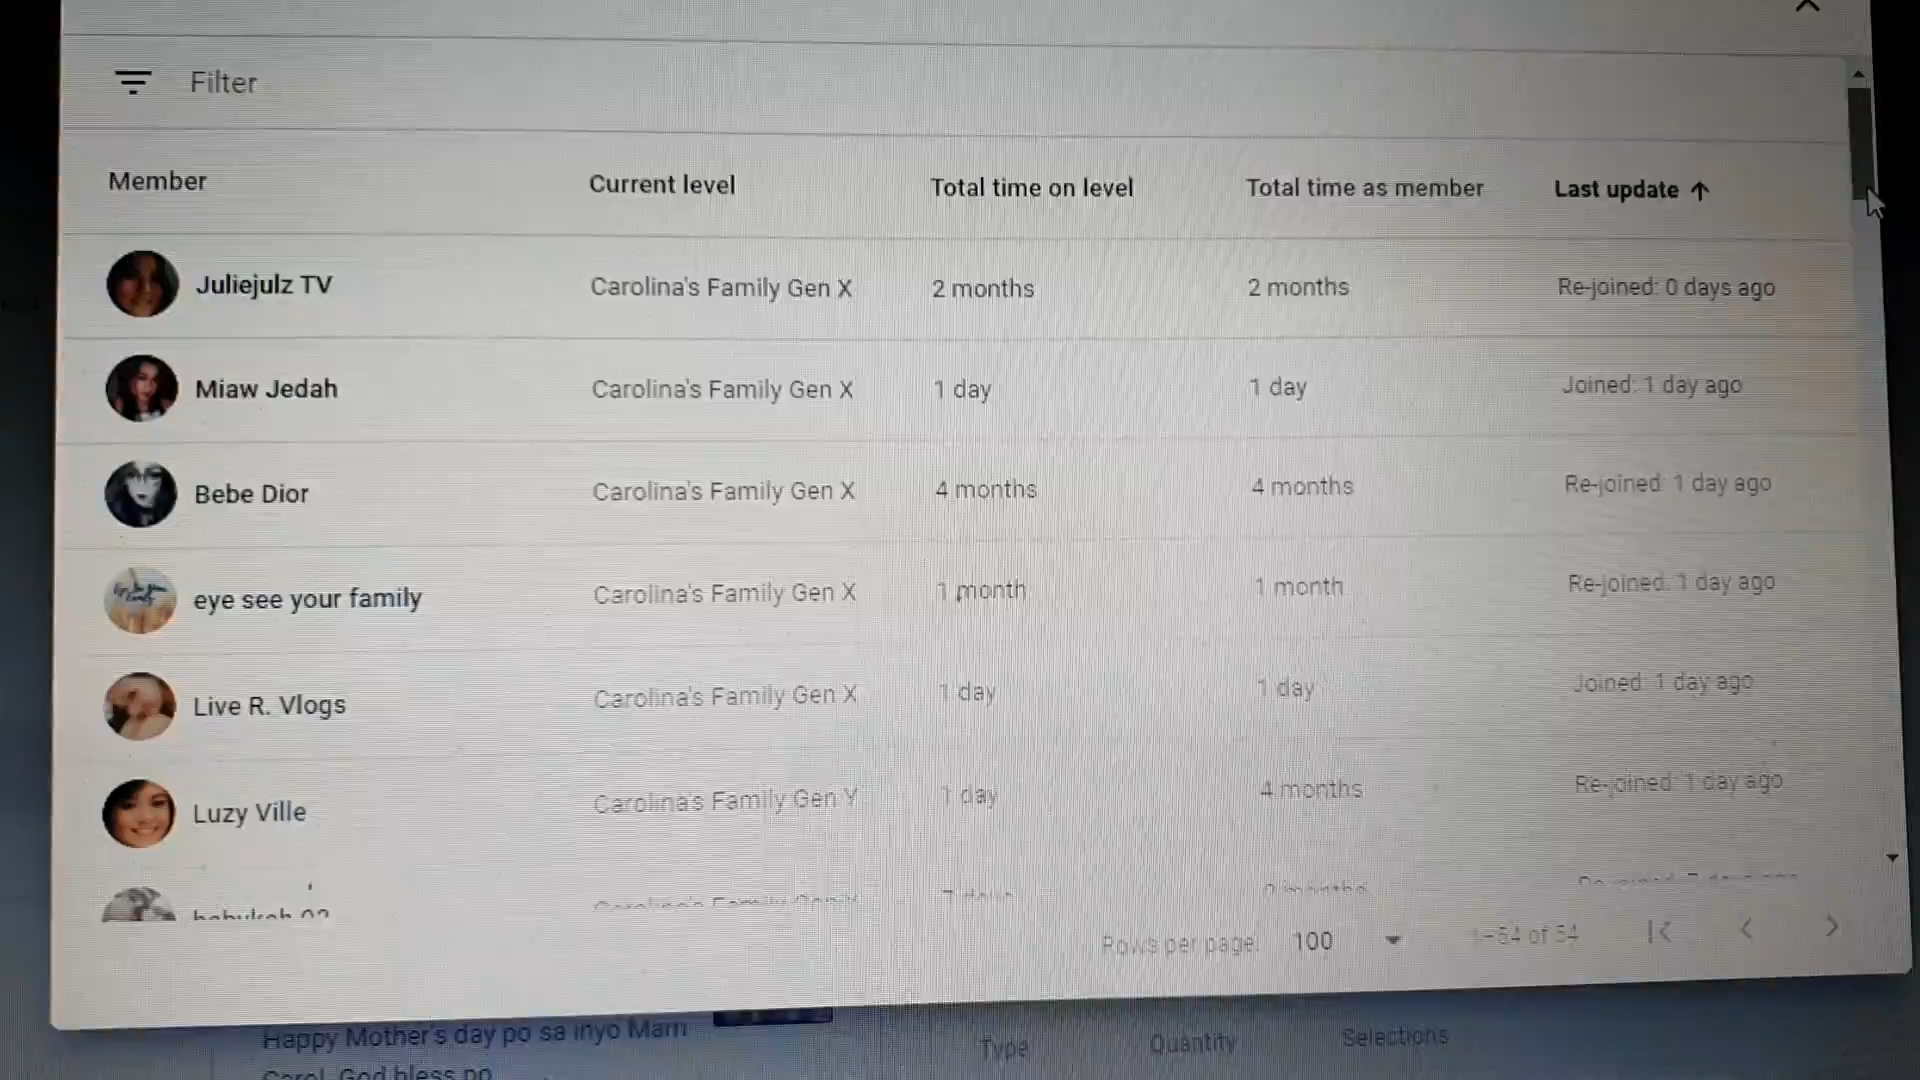 Filter
Member Current level Total time on level Total time as member Last update ↑
Juliejulz TV Carolina's Family Gen X 2 months 2 months Re-joined: 0 days ago
Miaw Jedah Carolina's Family Gen X 1 day 1 day Joined: 1 day ago
Bebe Dior Carolina's Family Gen X 4 months 4 months Re-joined: 1 day ago
eye see your family Carolina's Family Gen X 1 month 1 month Re-joined: 1 day ago
Live R. Vlogs Carolina's Family Gen X 1 day 1 day Joined: 1 day ago
Luzy Ville Carolina's Family Gen Y 1 day 4 months Re-joined: 1 day ago
Rows per page: 100 1–54 of 54
Happy Mother's day po sa inyo Mam
Carol. God bless po
Type Quantity Selections